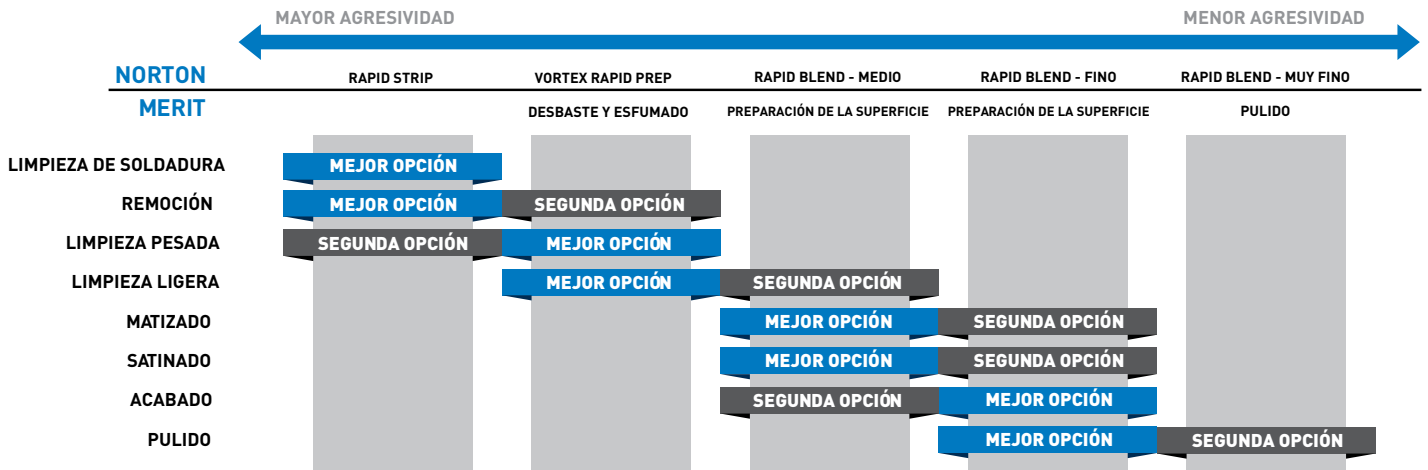 MAYOR AGRESIVIDAD MENOR AGRESIVIDAD
NORTON RAPID STRIP VORTEX RAPID PREP RAPID BLEND - MEDIO RAPID BLEND - FINO RAPID BLEND - MUY FINO
MERIT DESBASTE Y ESFUMADO PREPARACIÓN DE LA SUPERFICIE PREPARACIÓN DE LA SUPERFICIE PULIDO
LIMPIEZA DE SOLDADURA MEJOR OPCIÓN
REMOCIÓN MEJOR OPCIÓN SEGUNDA OPCIÓN
LIMPIEZA PESADA SEGUNDA OPCIÓN MEJOR OPCIÓN
LIMPIEZA LIGERA MEJOR OPCIÓN SEGUNDA OPCIÓN
MATIZADO MEJOR OPCIÓN SEGUNDA OPCIÓN
SATINADO MEJOR OPCIÓN SEGUNDA OPCIÓN
ACABADO SEGUNDA OPCIÓN MEJOR OPCIÓN
PULIDO MEJOR OPCIÓN SEGUNDA OPCIÓN